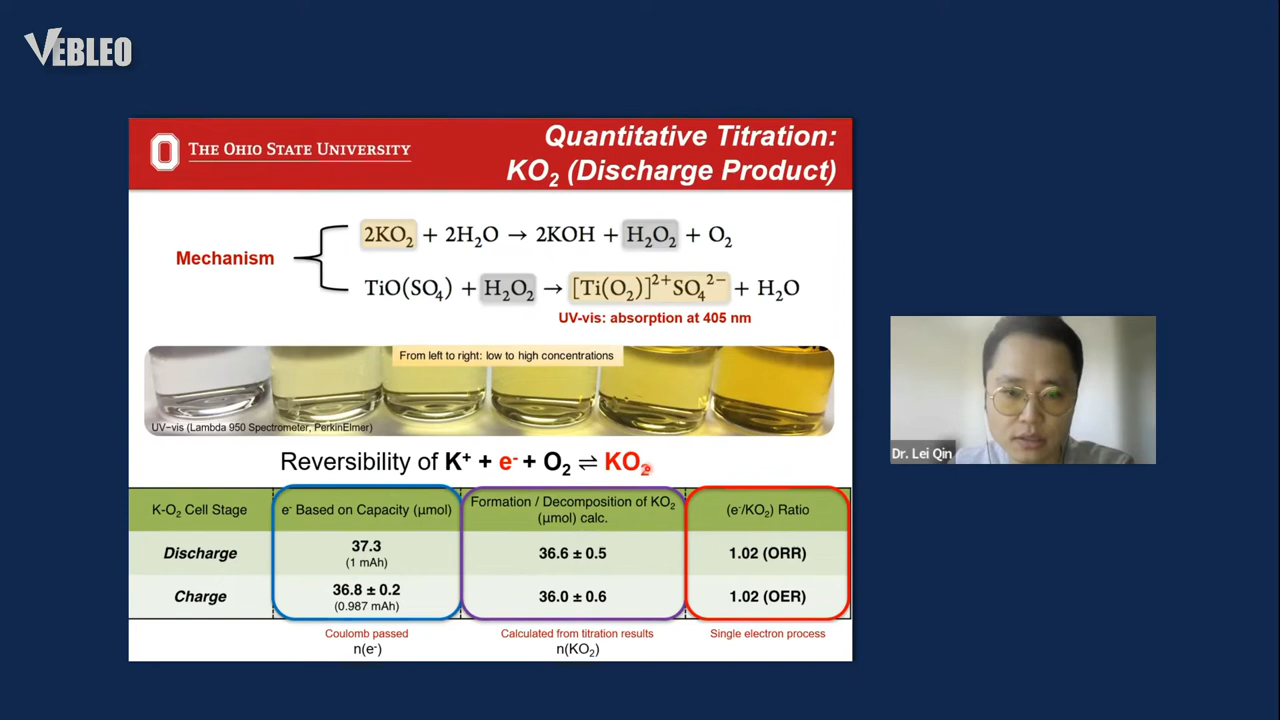 VEBLEO
THE OHIO STATE UNIVERSITY
Quantitative Titration:
KO₂ (Discharge Product)
Mechanism
2KO₂ + 2H₂O → 2KOH + H₂O₂ + O₂
TiO(SO₄) + H₂O₂ → [Ti(O₂)]²⁺SO₄²⁻ + H₂O
UV-vis: absorption at 405 nm
From left to right: low to high concentrations
UV−vis (Lambda 950 Spectrometer, PerkinElmer)
Reversibility of K⁺ + e⁻ + O₂ ⇌ KO₂
K-O₂ Cell Stage
e⁻ Based on Capacity (µmol)
Formation / Decomposition of KO₂
(µmol) calc.
(e⁻/KO₂) Ratio
Discharge
37.3
(1 mAh)
36.6 ± 0.5
1.02 (ORR)
Charge
36.8 ± 0.2
(0.987 mAh)
36.0 ± 0.6
1.02 (OER)
Coulomb passed
n(e⁻)
Calculated from titration results
n(KO₂)
Single electron process
Dr. Lei Qin